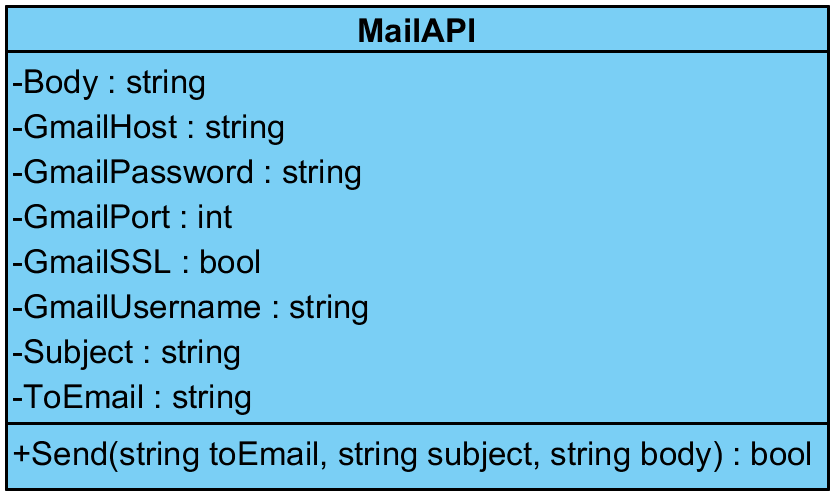 MailAPI
-Body : string
-GmailHost : string
-GmailPassword : string
-GmailPort : int
-GmailSSL : bool
-GmailUsername : string
-Subject : string
-ToEmail : string
+Send(string toEmail, string subject, string body) : bool